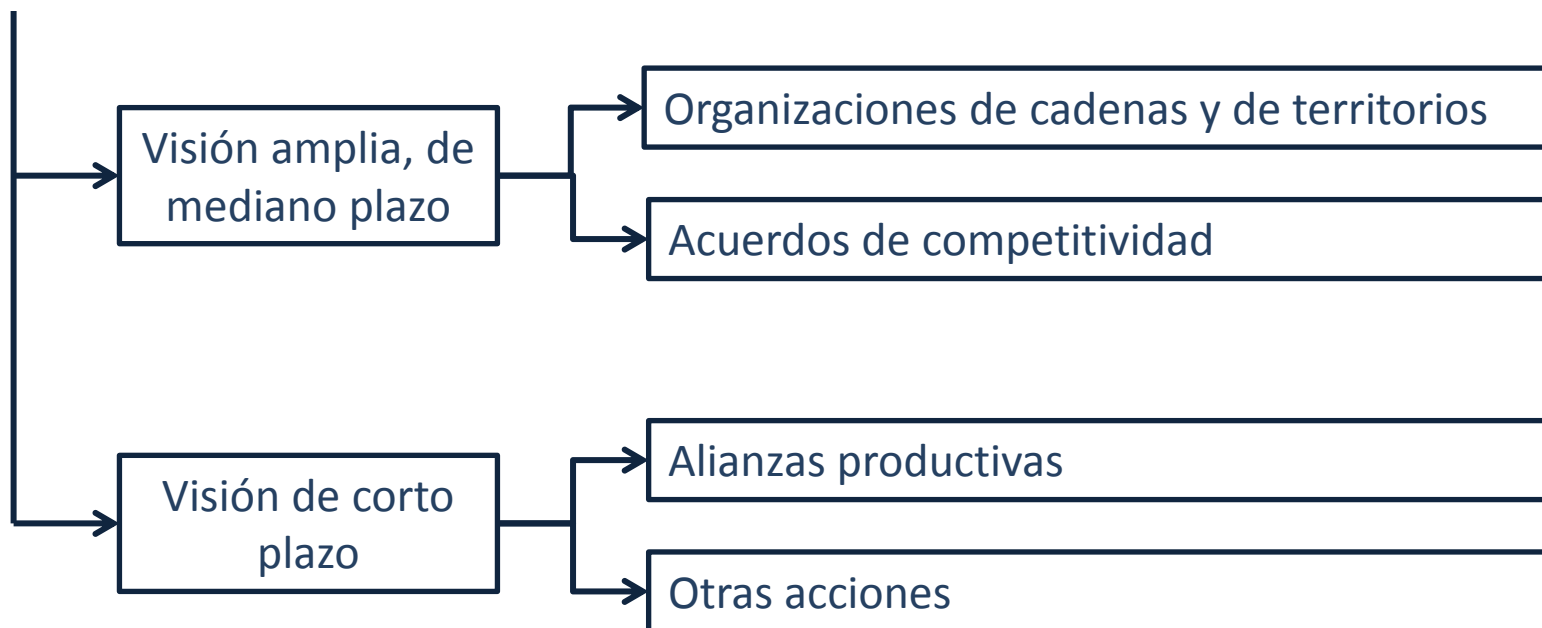 Organizaciones de cadenas y de territorios
Visión amplia, de
mediano plazo
Acuerdos de competitividad
Alianzas productivas
Visión de corto
plazo
Otras acciones